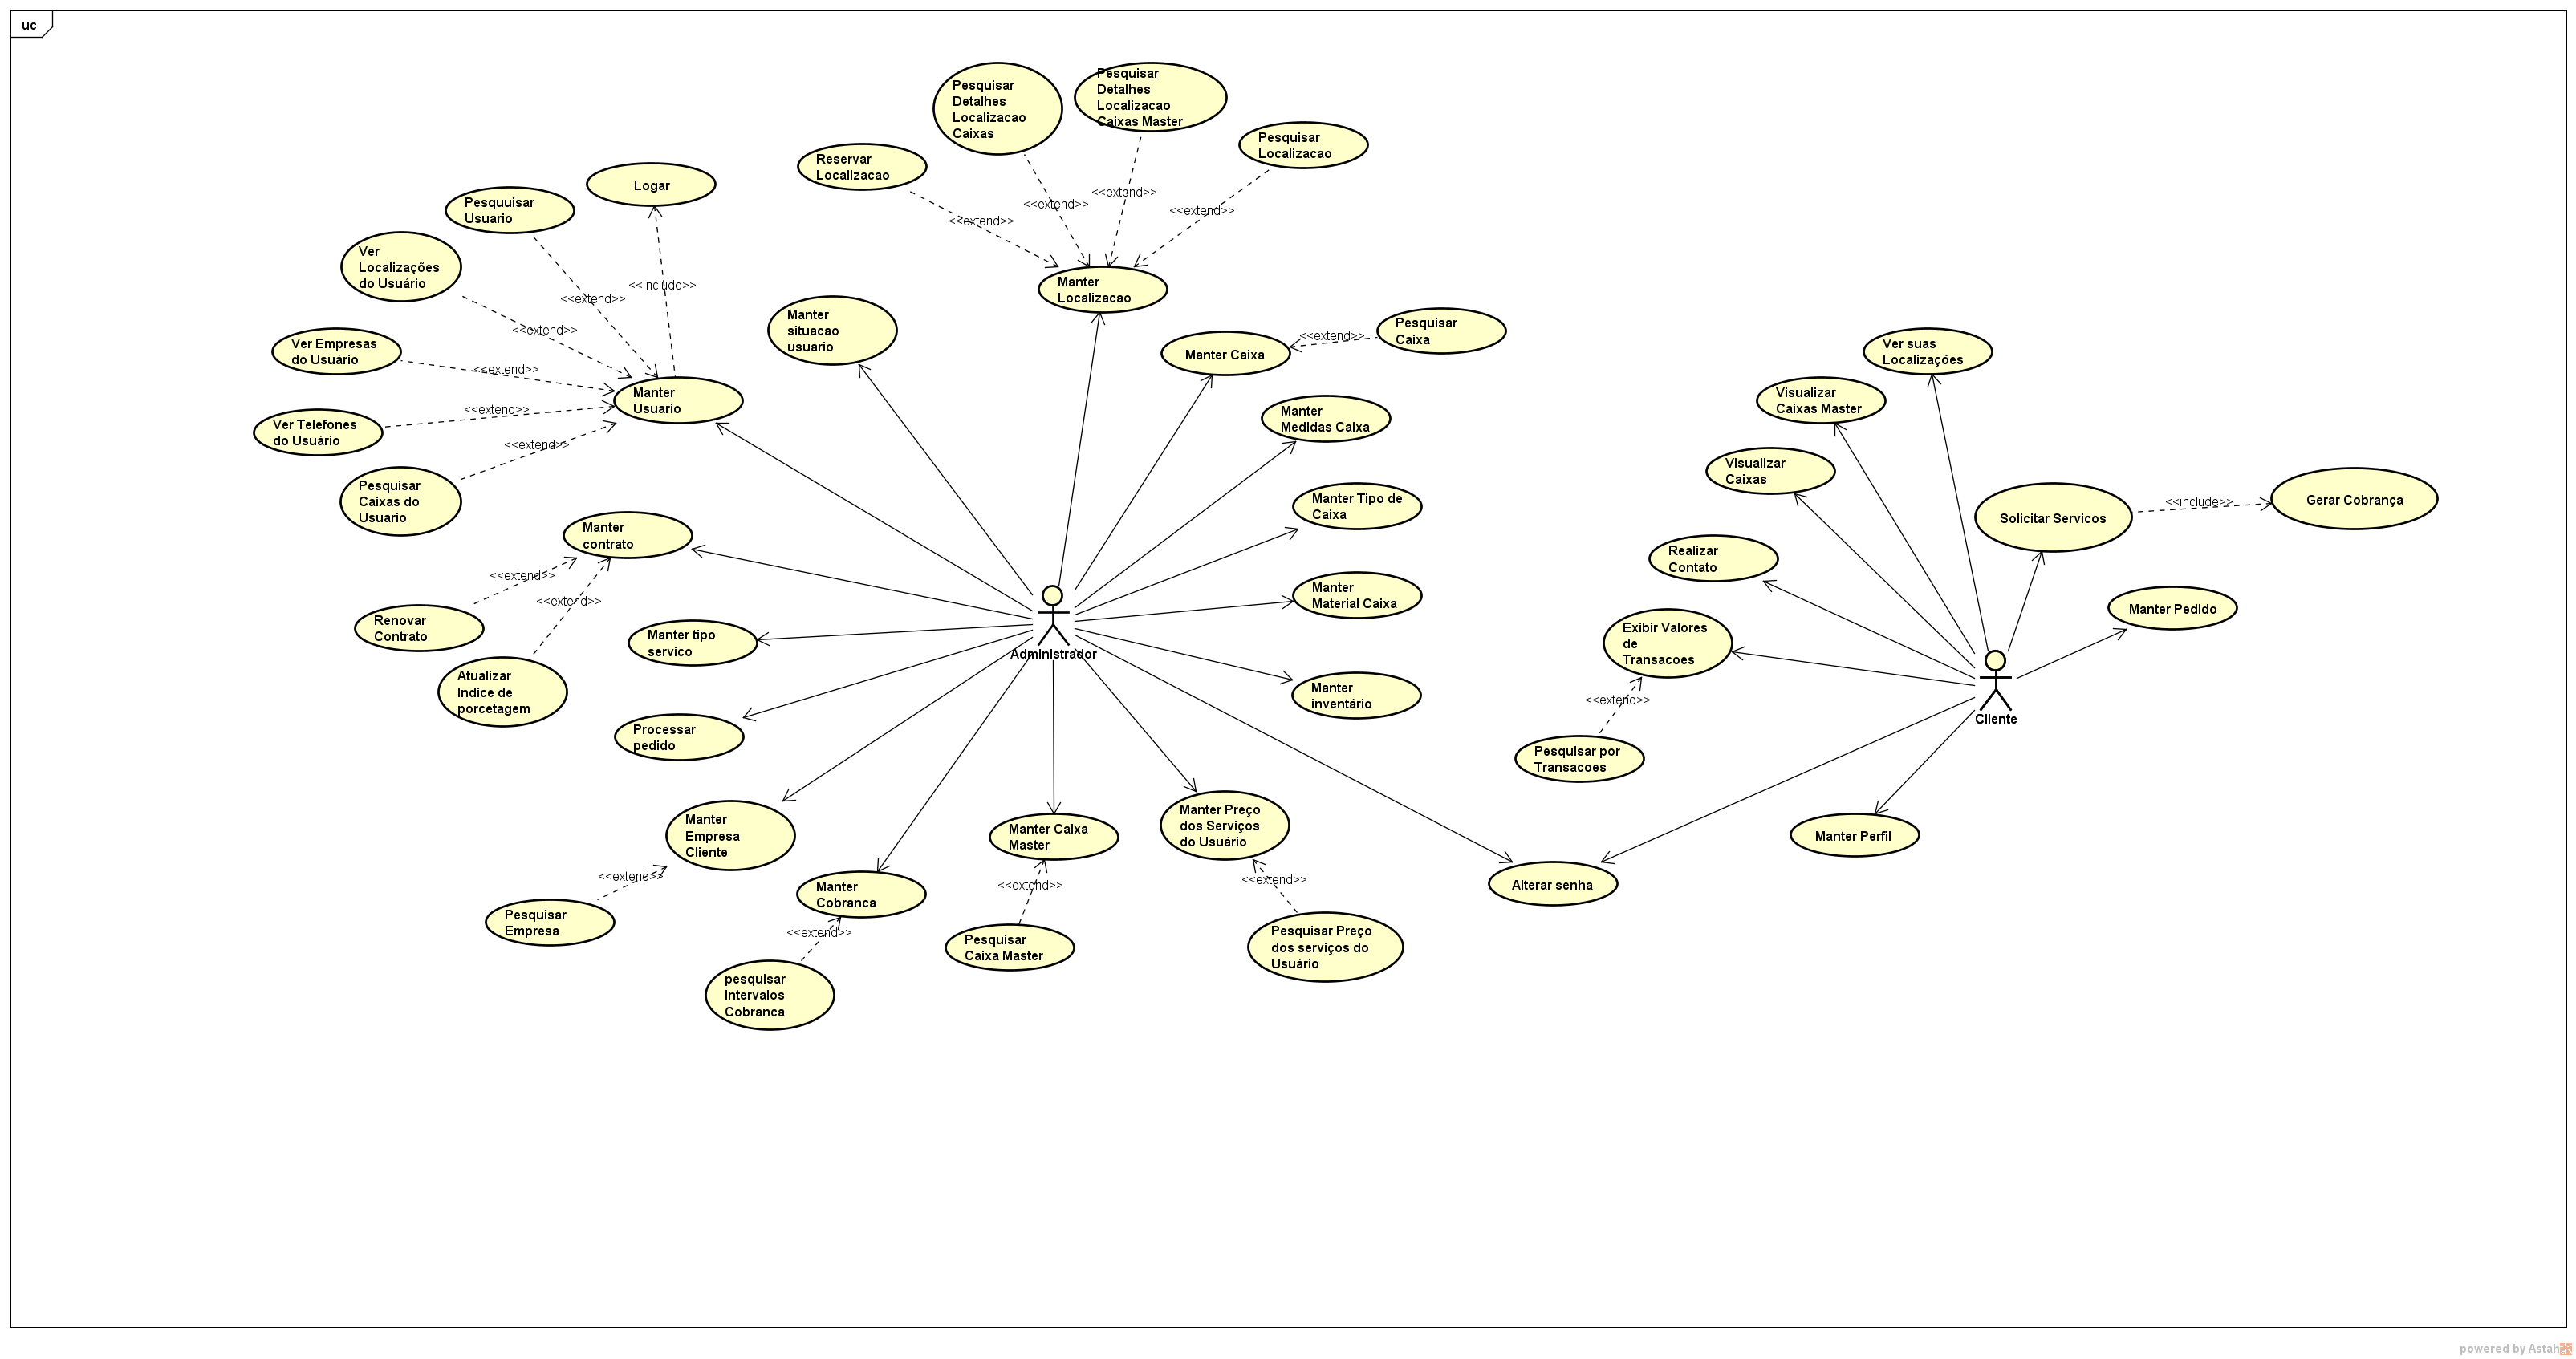 uc
Pesquisar
Detalhes
Localizacao
Caixas
Pesquisar
Detalhes
Localizacao
Caixas Master
Pesquisar
Localizacao
Reservar
Localizacao
<<extend>>
<<extend>>
<<extend>>
<<extend>>
Manter
Localizacao
Logar
Pesquuisar
Usuario
Ver
Localizações
do Usuário
Ver Empresas
do Usuário
Ver Telefones
do Usuário
Pesquisar
Caixas do
Usuario
<<include>>
<<extend>>
<<extend>>
<<extend>>
<<extend>>
<<extend>>
Manter
Usuario
Manter
situacao
usuario
Manter Caixa
<<extend>>
Pesquisar
Caixa
Manter
Medidas Caixa
Manter Tipo de
Caixa
Manter
Material Caixa
Manter
inventário
Manter
contrato
<<extend>>
<<extend>>
Renovar
Contrato
Atualizar
Indice de
porcetagem
Manter tipo
servico
Processar
pedido
Administrador
Manter
Empresa
Cliente
<<extend>>
Pesquisar
Empresa
Manter
Cobranca
<<extend>>
pesquisar
Intervalos
Cobranca
Manter Caixa
Master
<<extend>>
Pesquisar
Caixa Master
Manter Preço
dos Serviços
do Usuário
<<extend>>
Pesquisar Preço
dos serviços do
Usuário
Alterar senha
Ver suas
Localizações
Visualizar
Caixas Master
Visualizar
Caixas
Realizar
Contato
Exibir Valores
de
Transacoes
<<extend>>
Pesquisar por
Transacoes
Solicitar Servicos
<<include>>
Gerar Cobrança
Manter Pedido
Cliente
Manter Perfil
powered by Astah